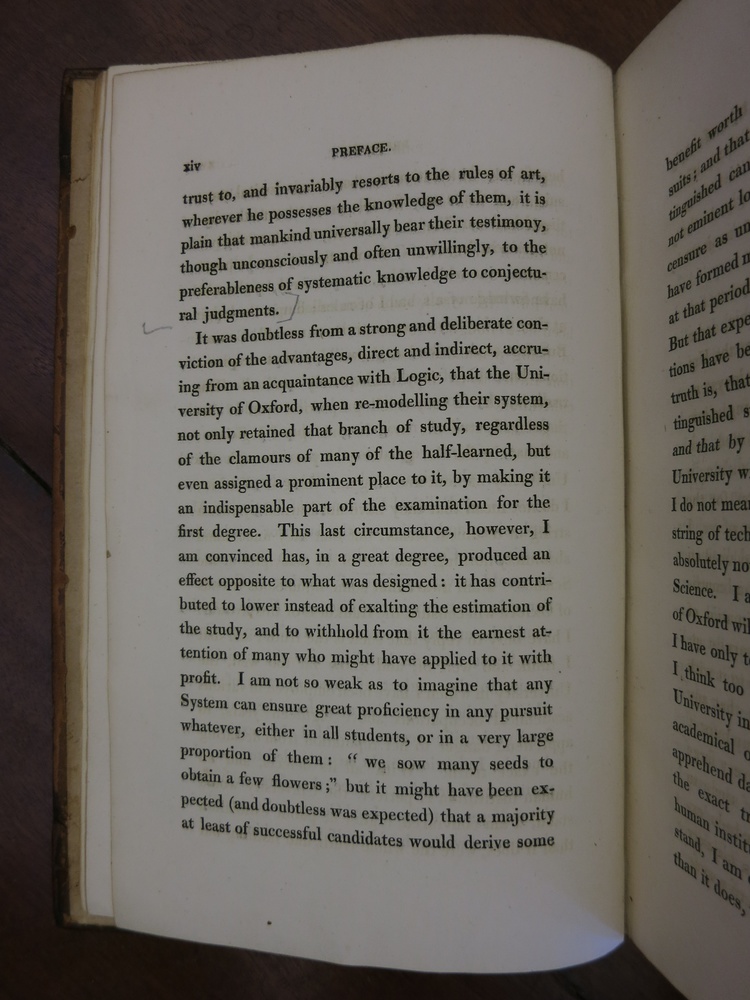 xiv
PREFACE.
trust to, and invariably resorts to the rules of art,
wherever he possesses the knowledge of them, it is
plain that mankind universally bear their testimony,
though unconsciously and often unwillingly, to the
preferableness of systematic knowledge to conjectu-
ral judgments.
It was doubtless from a strong and deliberate con-
viction of the advantages, direct and indirect, accru-
ing from an acquaintance with Logic, that the Uni-
versity of Oxford, when re-modelling their system,
not only retained that branch of study, regardless
of the clamours of many of the half-learned, but
even assigned a prominent place to it, by making it
an indispensable part of the examination for the
first degree. This last circumstance, however, I
am convinced has, in a great degree, produced an
effect opposite to what was designed: it has contri-
buted to lower instead of exalting the estimation of
the study, and to withhold from it the earnest at-
tention of many who might have applied to it with
profit. I am not so weak as to imagine that any
System can ensure great proficiency in any pursuit
whatever, either in all students, or in a very large
proportion of them: “ we sow many seeds to
obtain a few flowers;” but it might have been ex-
pected (and doubtless was expected) that a majority
at least of successful candidates would derive some
benefit worth
suits; and that
tinguished can
not eminent lo
censure as un
have formed
at that period
But that expe
tions have be
truth is, that
tinguished s
and that by
University w
I do not mea
string of tech
absolutely no
Science. I a
of Oxford wil
I have only t
I think too
University in
academical o
apprehend da
the exact tr
human instit
stand, I am
than it does,